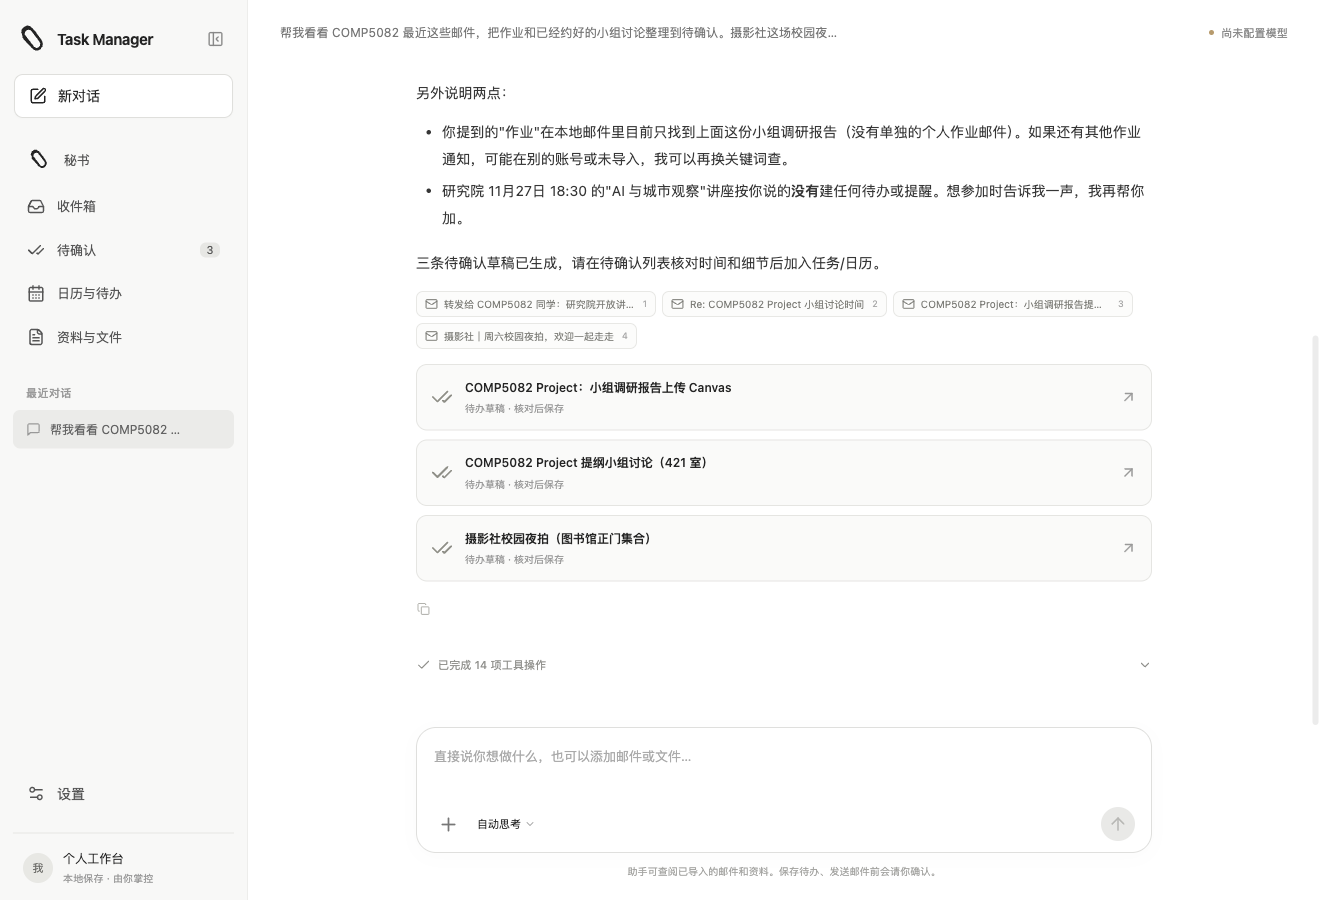 Task Manager
新对话
秘书
收件箱
待确认 3
日历与待办
资料与文件
最近对话
帮我看看 COMP5082 ...
设置
我
个人工作台
本地保存 · 由你掌控
帮我看看 COMP5082 最近这些邮件，把作业和已经约好的小组讨论整理到待确认。摄影社这场校园夜...
尚未配置模型
另外说明两点：
• 你提到的"作业"在本地邮件里目前只找到上面这份小组调研报告（没有单独的个人作业邮件）。如果还有其他作业
通知，可能在别的账号或未导入，我可以再换关键词查。
• 研究院 11月27日 18:30 的"AI 与城市观察"讲座按你说的没有建任何待办或提醒。想参加时告诉我一声，我再帮你
加。
三条待确认草稿已生成，请在待确认列表核对时间和细节后加入任务/日历。
转发给 COMP5082 同学：研究院开放讲... 1
Re: COMP5082 Project 小组讨论时间 2
COMP5082 Project：小组调研报告提... 3
摄影社｜周六校园夜拍，欢迎一起走走 4
COMP5082 Project：小组调研报告上传 Canvas
待办草稿 · 核对后保存
COMP5082 Project 提纲小组讨论（421 室）
待办草稿 · 核对后保存
摄影社校园夜拍（图书馆正门集合）
待办草稿 · 核对后保存
已完成 14 项工具操作
直接说你想做什么，也可以添加邮件或文件...
自动思考
助手可查阅已导入的邮件和资料。保存待办、发送邮件前会请你确认。